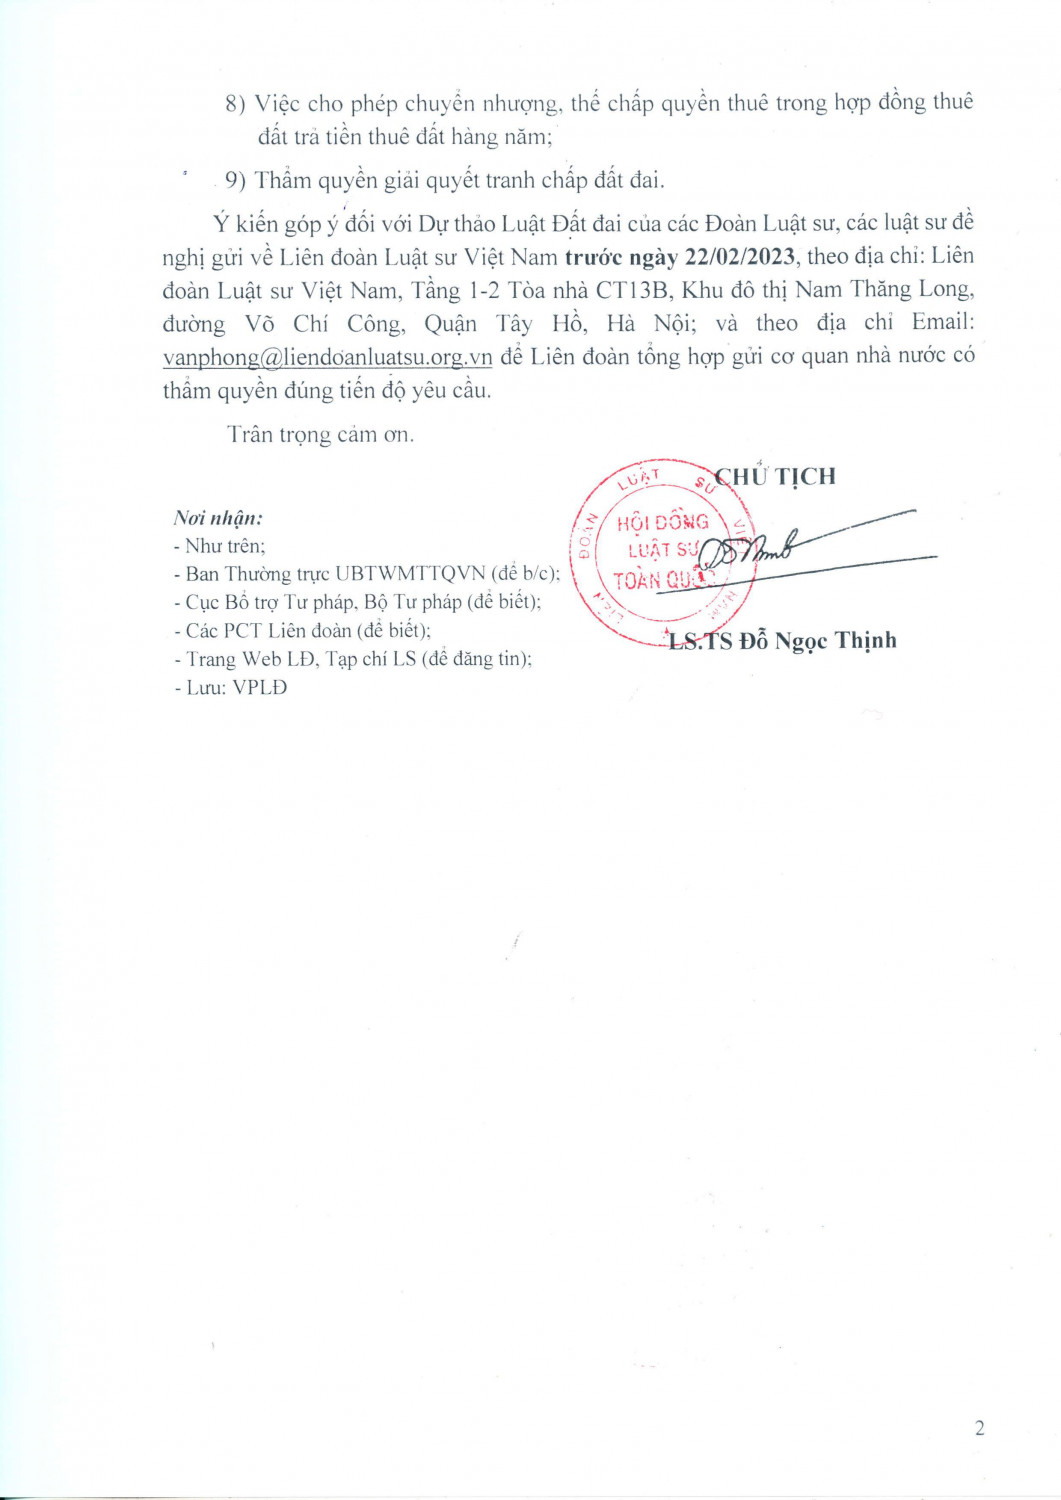 8) Việc cho phép chuyển nhượng, thế chấp quyền thuê trong hợp đồng thuê
đất trả tiền thuê đất hàng năm;
9) Thẩm quyền giải quyết tranh chấp đất đai.
Ý kiến góp ý đối với Dự thảo Luật Đất đai của các Đoàn Luật sư, các luật sư đề
nghị gửi về Liên đoàn Luật sư Việt Nam trước ngày 22/02/2023, theo địa chỉ: Liên
đoàn Luật sư Việt Nam, Tầng 1-2 Tòa nhà CT13B, Khu đô thị Nam Thăng Long,
đường Võ Chí Công, Quận Tây Hồ, Hà Nội; và theo địa chỉ Email:
vanphong@liendoanluatsu.org.vn để Liên đoàn tổng hợp gửi cơ quan nhà nước có
thẩm quyền đúng tiến độ yêu cầu.
Trân trọng cảm ơn.
CHỦ TỊCH
LIÊN ĐOÀN LUẬT SƯ VIỆT NAM
HỘI ĐỒNG
LUẬT SƯ
TOÀN QUỐC
LS.TS Đỗ Ngọc Thịnh
Nơi nhận:
- Như trên;
- Ban Thường trực UBTWMTTQVN (để b/c);
- Cục Bổ trợ Tư pháp, Bộ Tư pháp (để biết);
- Các PCT Liên đoàn (để biết);
- Trang Web LĐ, Tạp chí LS (để đăng tin);
- Lưu: VPLĐ
2